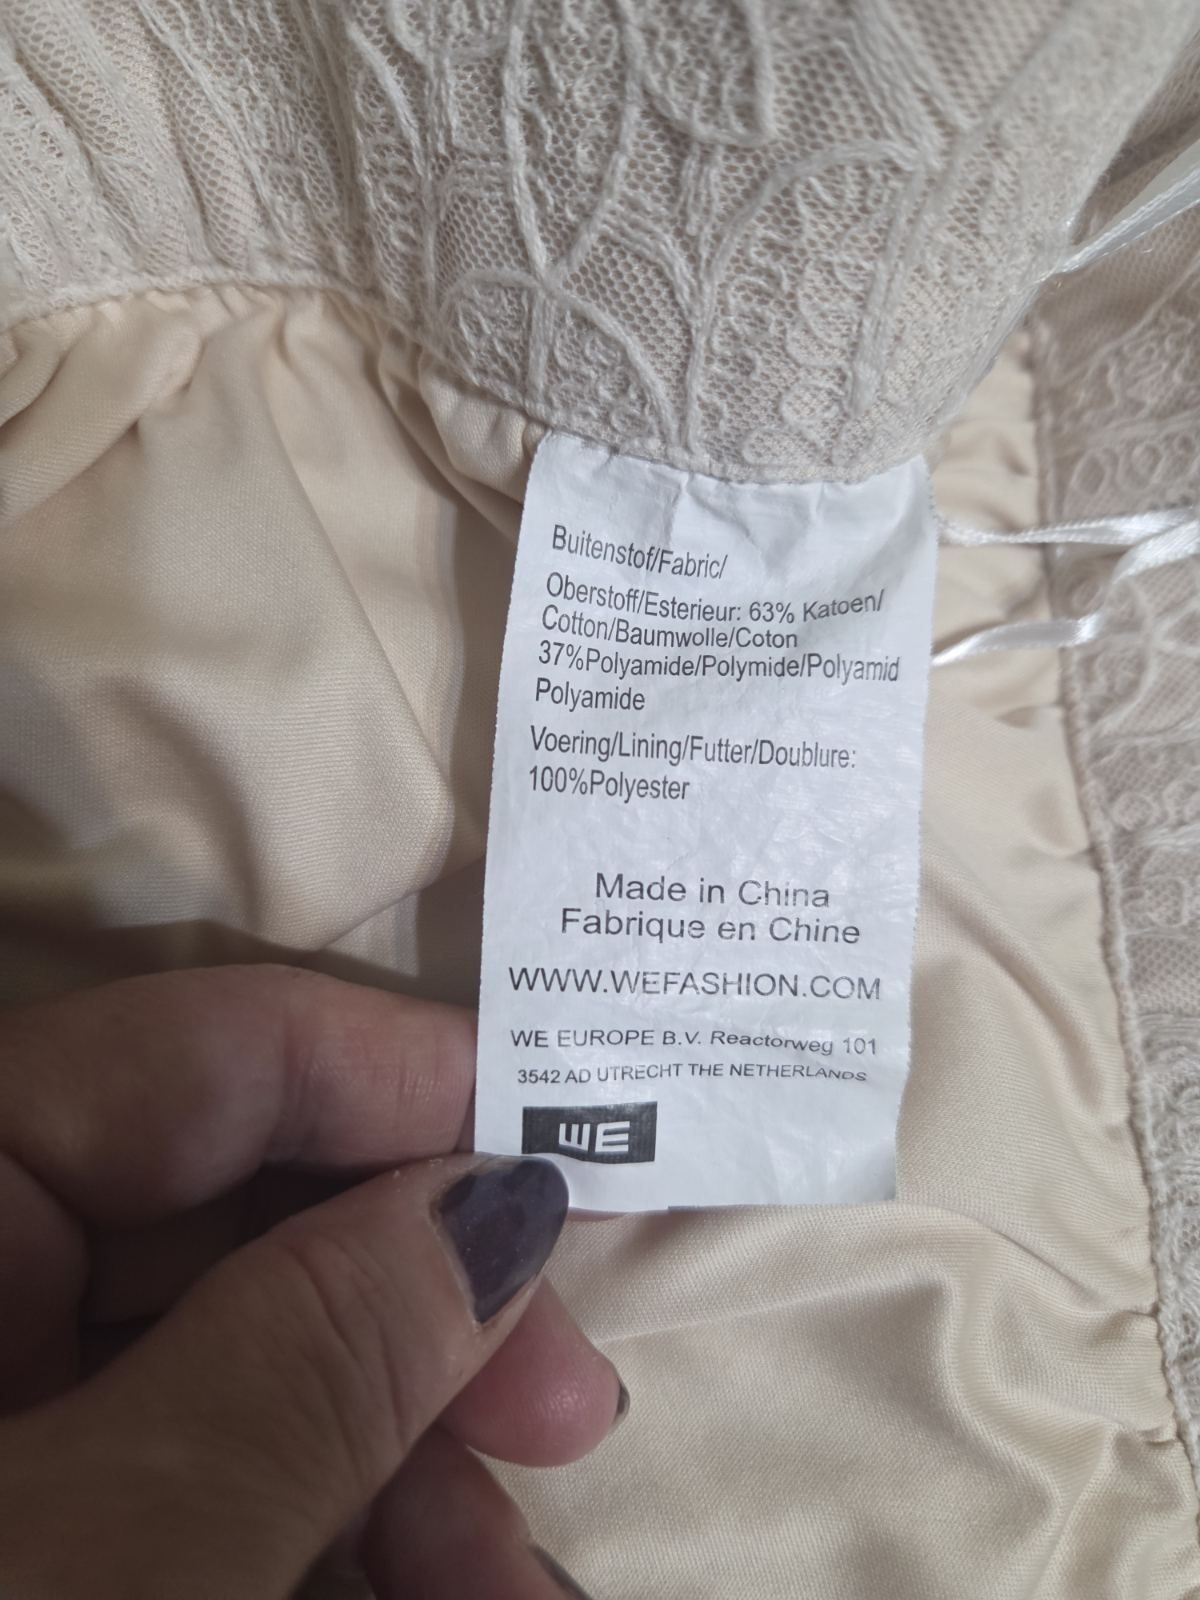 Buitenstof/Fabric/
Oberstoff/Esterieur: 63% Katoen/
Cotton/Baumwolle/Coton
37%Polyamide/Polymide/Polyamid
Polyamide
Voering/Lining/Futter/Doublure:
100%Polyester
Made in China
Fabrique en Chine
WWW.WEFASHION.COM
WE EUROPE B.V. Reactorweg 101
3542 AD UTRECHT THE NETHERLANDS
WE